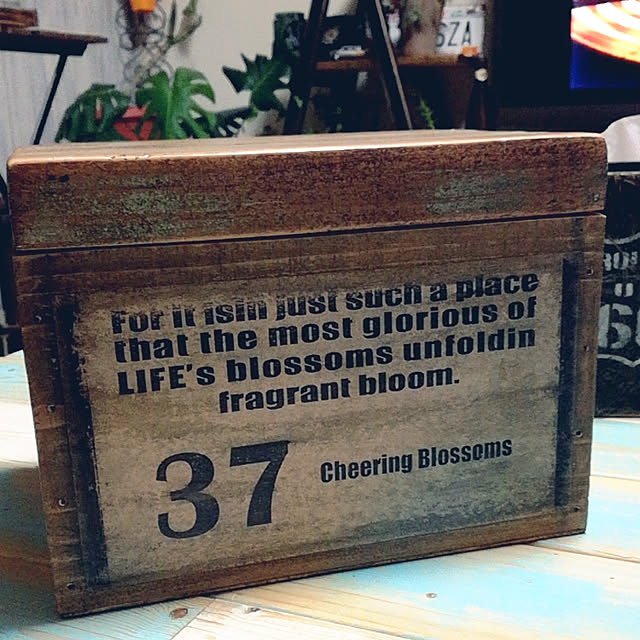 SZA
For it isin just such a place
that the most glorious of
LIFE's blossoms unfoldin
fragrant bloom.
37
Cheering Blossoms